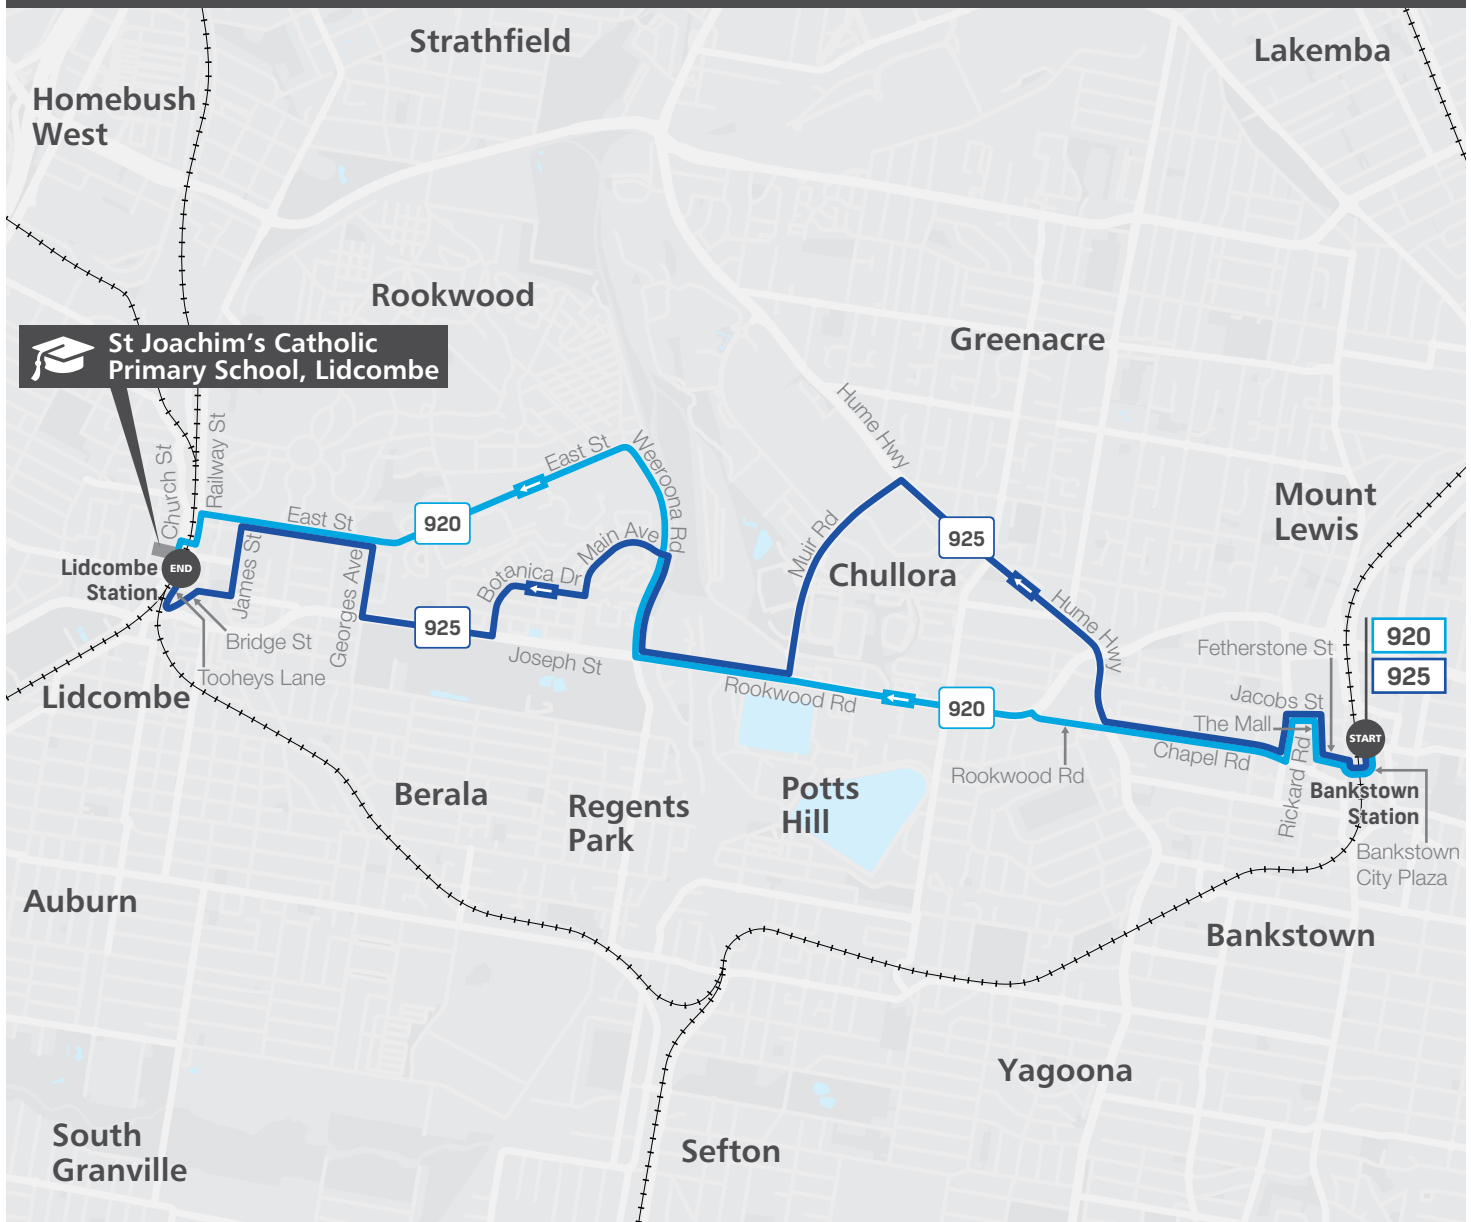 Strathfield
Lakemba
Homebush
West
Rookwood
St Joachim's Catholic
Primary School, Lidcombe
Greenacre
Hume Hwy
Church St
Railway St
East St
Weeroona Rd
Mount
Lewis
East St
920
925
Muir Rd
Main Ave
Chullora
Lidcombe
Station
END
James St
Georges Ave
Botanica Dr
Hume Hwy
925
Bridge St
Tooheys Lane
Joseph St
Fetherstone St
920
925
Lidcombe
Rookwood Rd
920
Jacobs St
The Mall
START
Chapel Rd
Rickard Rd
Rookwood Rd
Bankstown
Station
Berala
Regents
Park
Potts
Hill
Bankstown
City Plaza
Auburn
Bankstown
Yagoona
South
Granville
Sefton